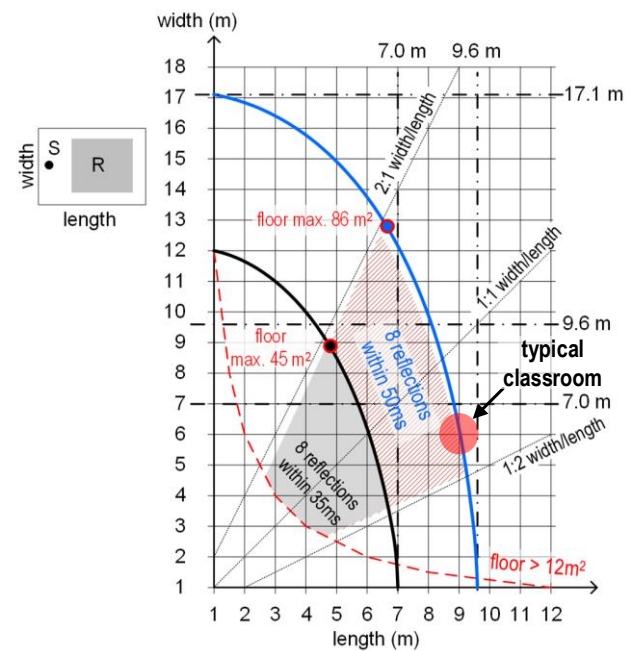 width (m)
7.0 m
9.6 m
18
17
16
15
14
13
12
11
10
9
8
7
6
5
4
3
2
1
17.1 m
9.6 m
7.0 m
2:1 width/length
1:1 width/length
1:2 width/length
floor max. 86 m²
floor
max. 45 m²
8 reflections
within 50ms
8 reflections
within 35ms
typical
classroom
floor > 12m²
1 2 3 4 5 6 7 8 9 10 11 12
length (m)
width
S
R
length